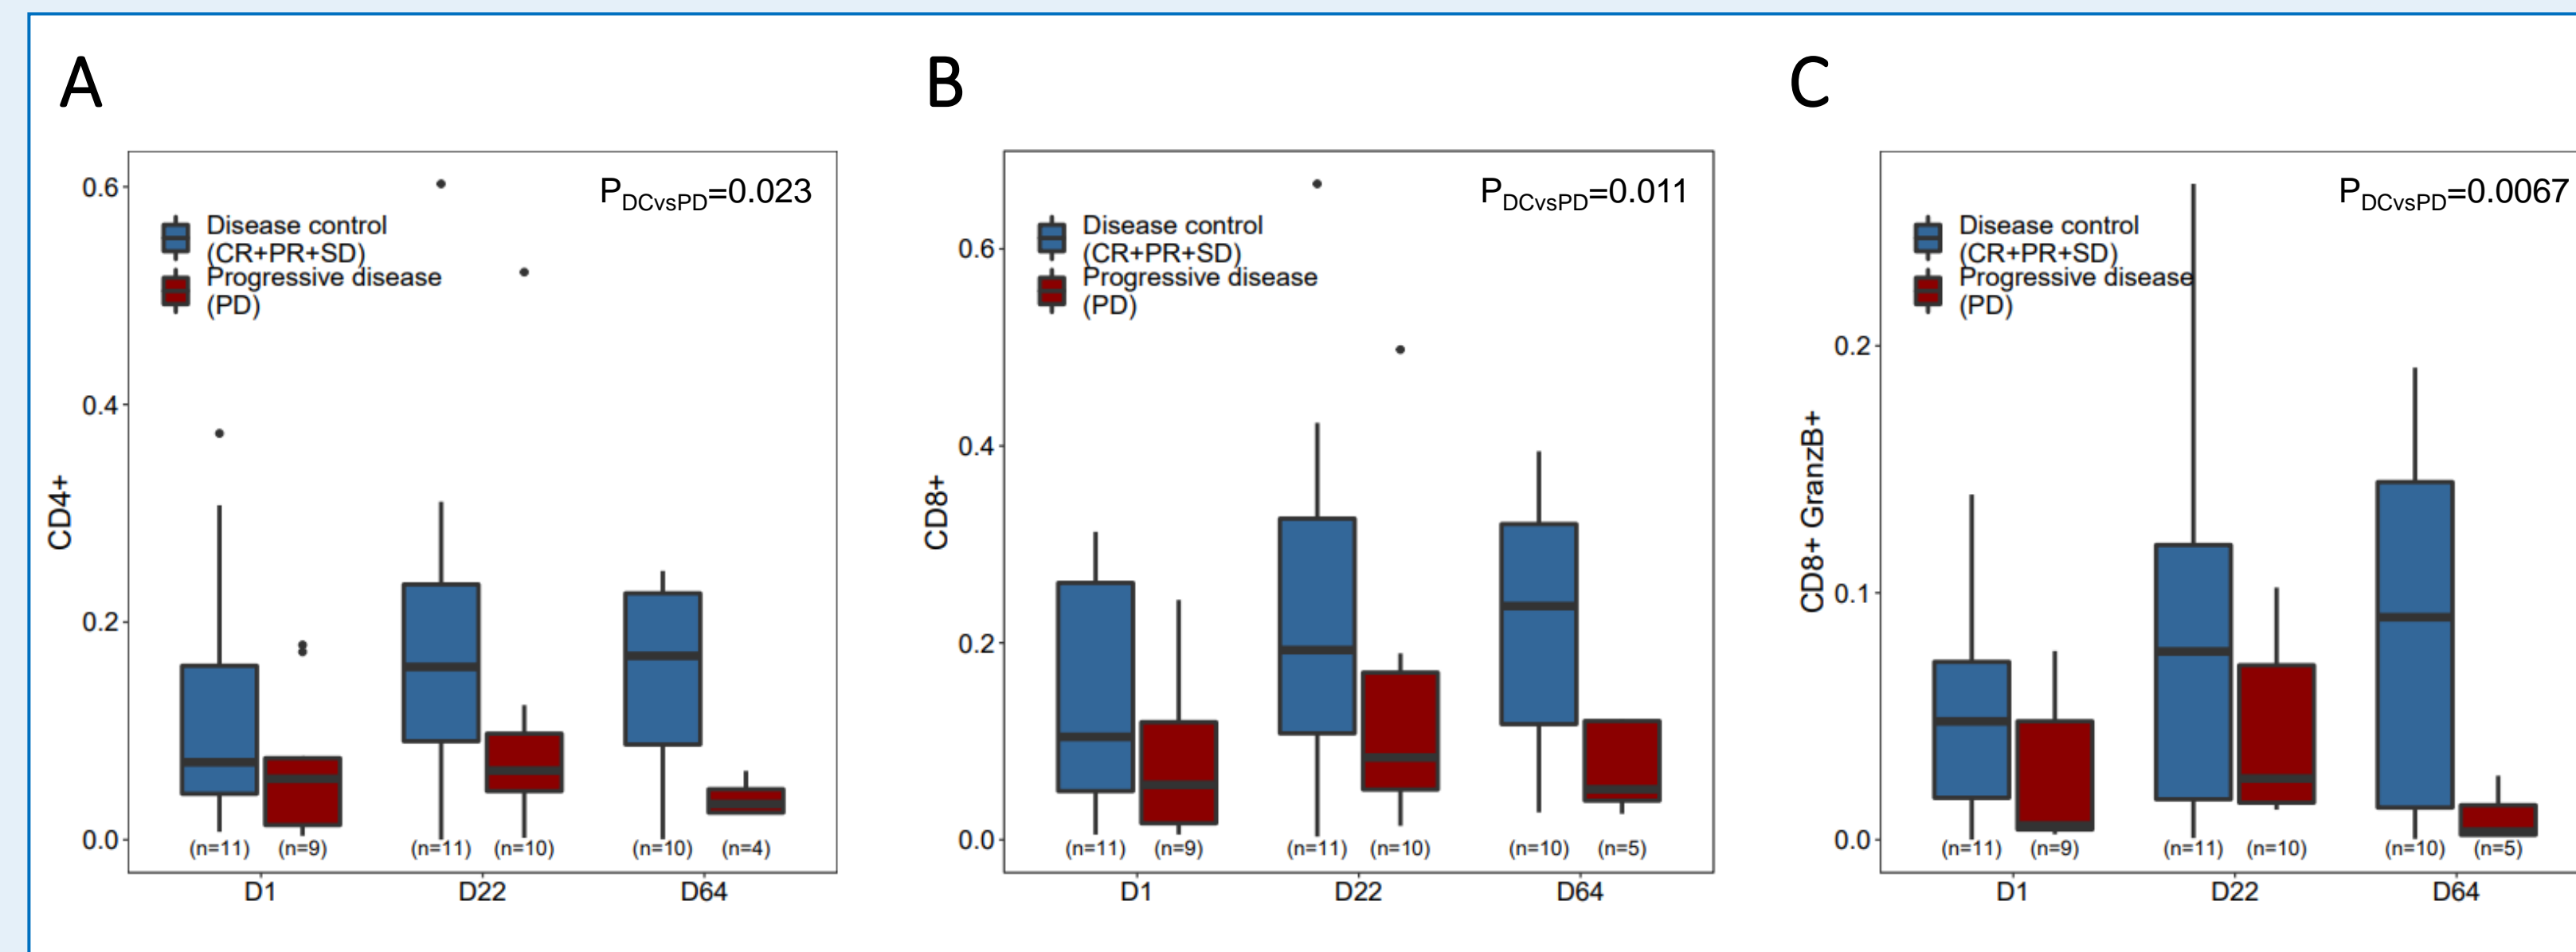 A
P_DCvsPD=0.023
Disease control
(CR+PR+SD)
Progressive disease
(PD)
CD4+
0.6
0.4
0.2
0.0
(n=11) (n=9) (n=11) (n=10) (n=10) (n=4)
D1 D22 D64
B
P_DCvsPD=0.011
Disease control
(CR+PR+SD)
Progressive disease
(PD)
CD8+
0.6
0.4
0.2
0.0
(n=11) (n=9) (n=11) (n=10) (n=10) (n=5)
D1 D22 D64
C
P_DCvsPD=0.0067
Disease control
(CR+PR+SD)
Progressive disease
(PD)
CD8+ GranzB+
0.2
0.1
0.0
(n=11) (n=9) (n=11) (n=10) (n=10) (n=5)
D1 D22 D64